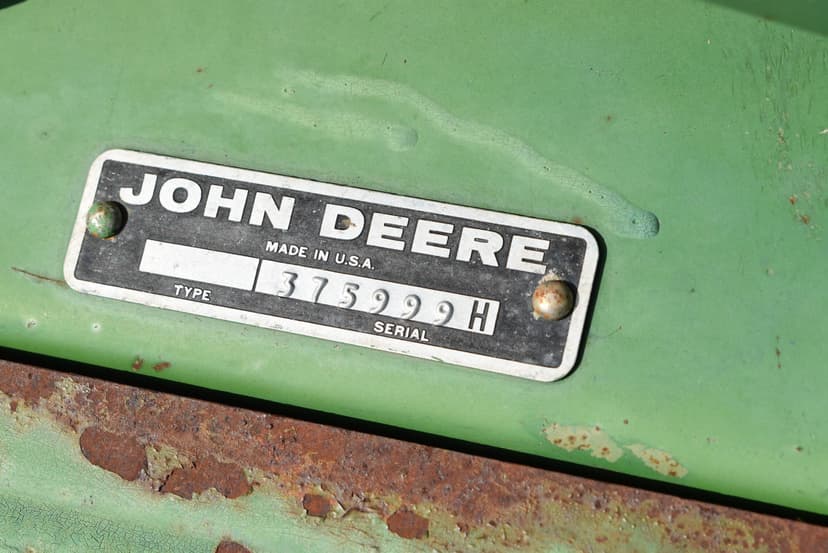 JOHN DEERE
MADE IN U.S.A.
375999H
TYPE
SERIAL